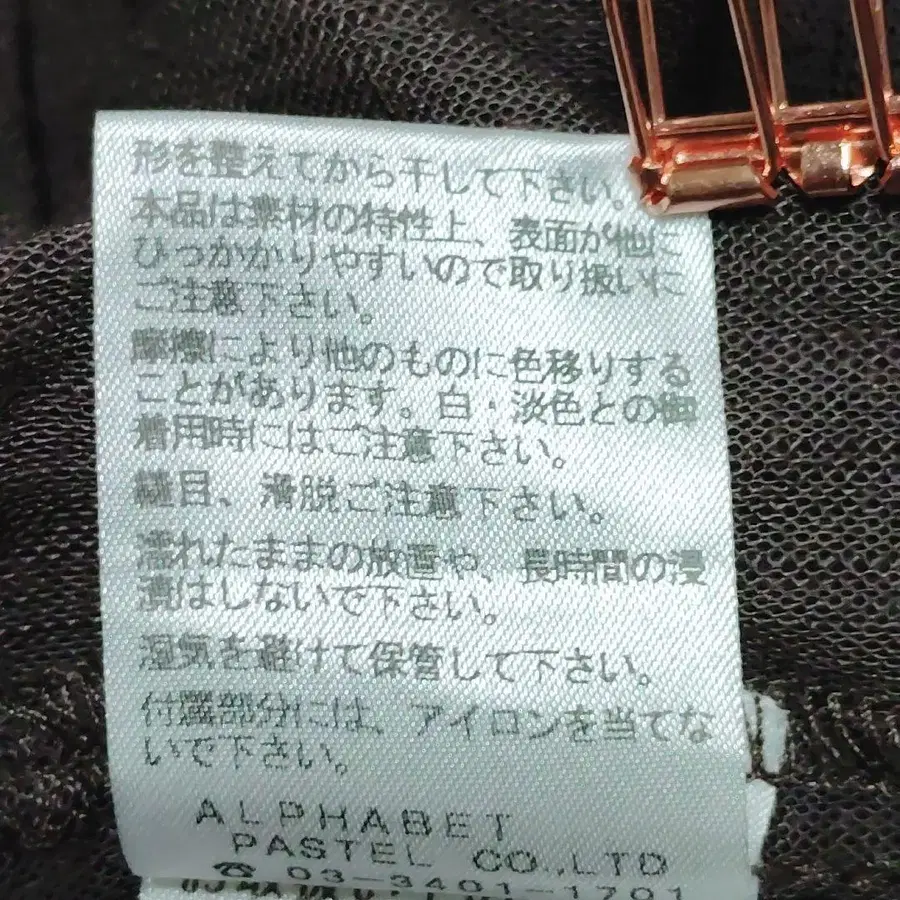 形を整えてから干して下さい。
本品は素材の特性上、表面が他に
ひっかかりやすいので取り扱いに
ご注意下さい。
摩擦により他のものに色移りする
ことがあります。白・淡色との御
着用時にはご注意下さい。
縫目、滑脱ご注意下さい。
濡れたままの放置や、長時間の浸
漬はしないで下さい。
湿気を避けて保管して下さい。
付属部分には、アイロンを当てな
いで下さい。
ALPHABET
PASTEL CO.,LTD
☎ 03-3401-1791